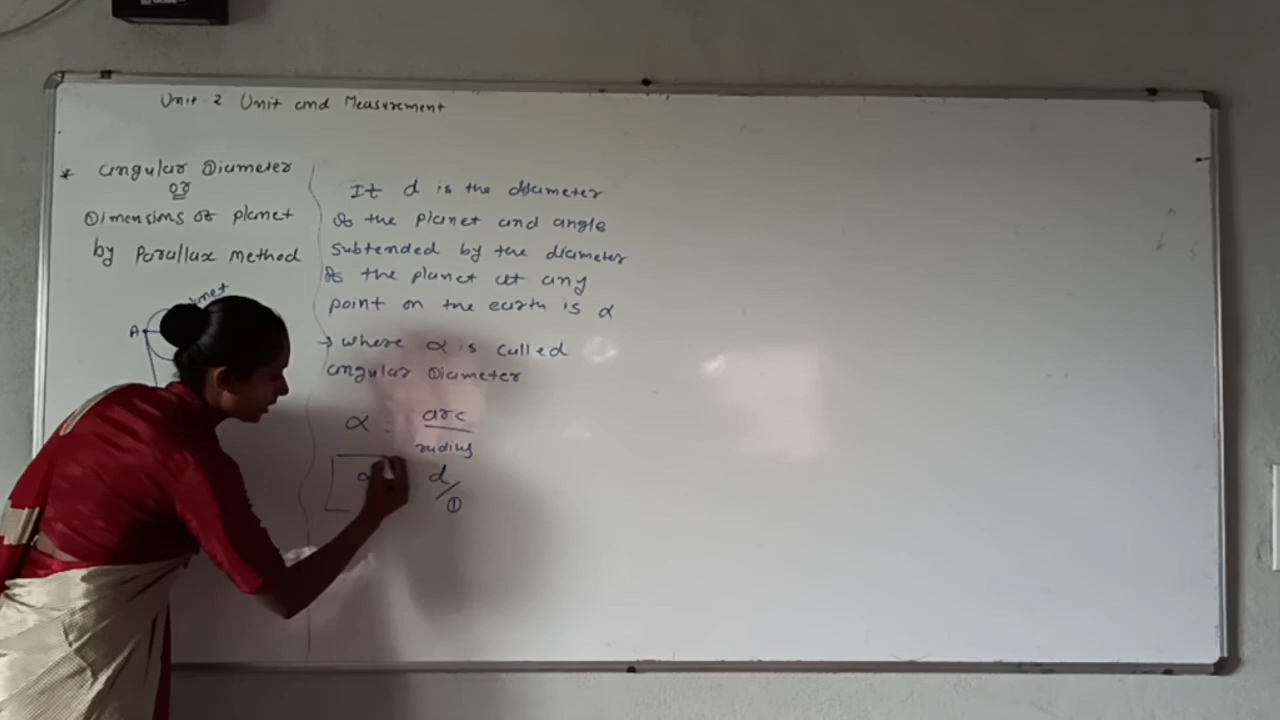 Unit-2 Unit and Measurement
* angular Diameter
or
Dimensions of planet
by Parallax method
A
If d is the diameter
of the planet and angle
subtended by the diameter
of the planet at any
point on the earth is α
→ where α is called
angular Diameter
α = arc
radius
α d/①